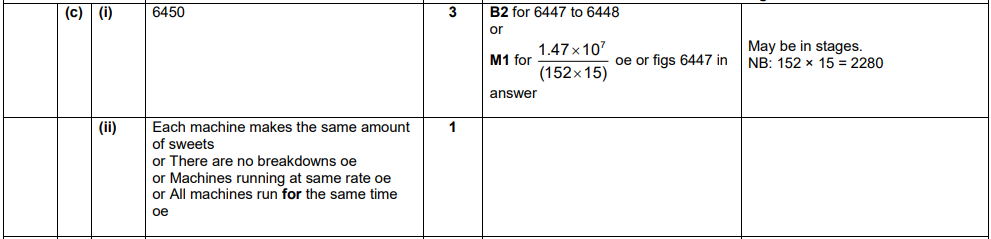 (c) (i) 6450 3 B2 for 6447 to 6448
or
M1 for 1.47 × 10⁷ / (152 × 15) oe or figs 6447 in
answer
May be in stages.
NB: 152 × 15 = 2280
(ii) Each machine makes the same amount 1
of sweets
or There are no breakdowns oe
or Machines running at same rate oe
or All machines run for the same time
oe